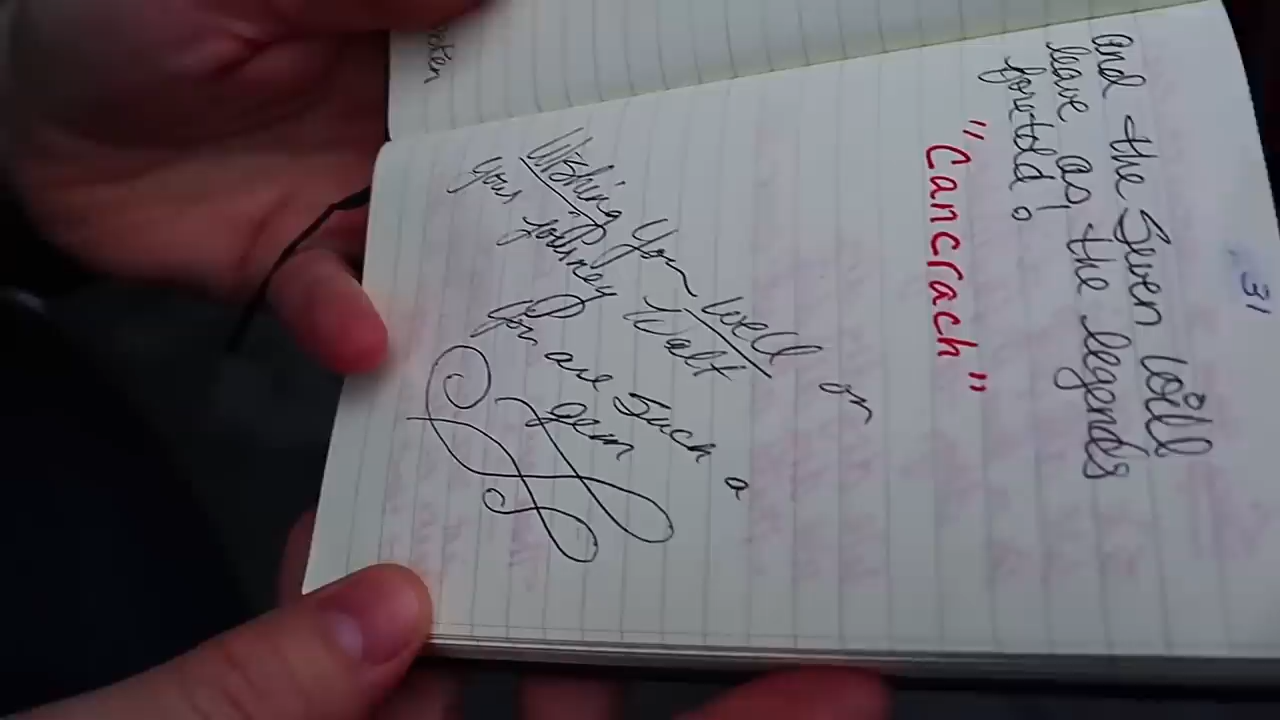 31
and the Seven will
leave as the legends
foretold!
"Cancrach"
Wishing You Well on
your journey Walt
You are such a
gem